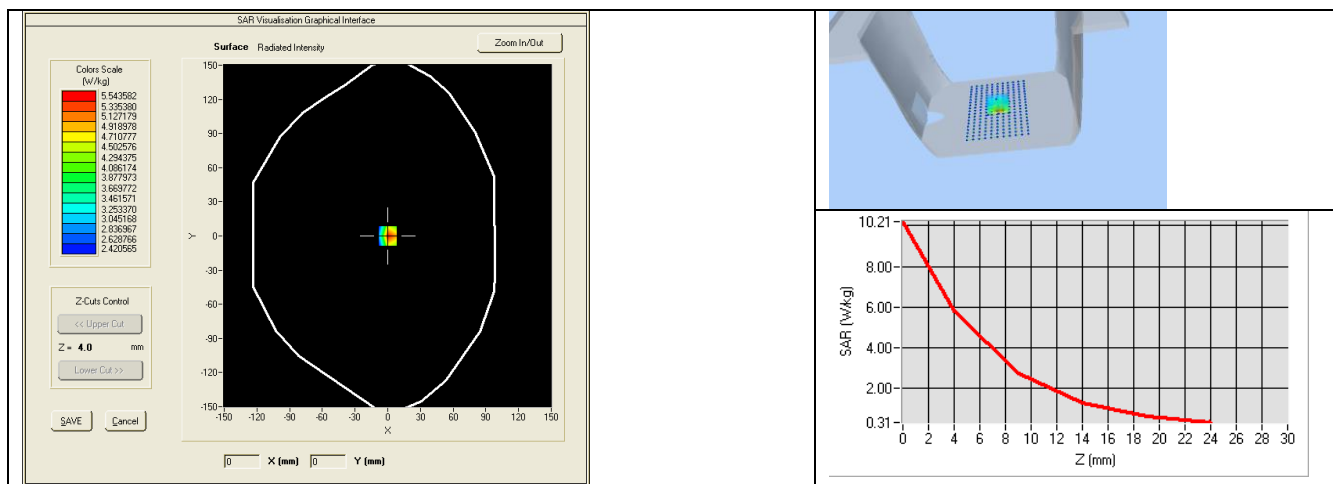 SAR Visualisation Graphical Interface
Surface Radiated Intensity
Zoom In/Out
Colors Scale
(W/kg)
5.543582
5.335380
5.127179
4.918978
4.710777
4.502576
4.294375
4.086174
3.877973
3.669772
3.461571
3.253370
3.045168
2.836967
2.628766
2.420565
Z-Cuts Control
<< Upper Cut
Z = 4.0 mm
Lower Cut >>
SAVE Cancel
150
120
90
60
30
0
-30
-60
-90
-120
-150
Y
-150 -120 -90 -60 -30 0 30 60 90 120 150
X
0 X (mm) 0 Y (mm)
10.21
8.00
6.00
4.00
2.00
0.31
SAR (W/kg)
0 2 4 6 8 10 12 14 16 18 20 22 24 26 28 30
Z (mm)